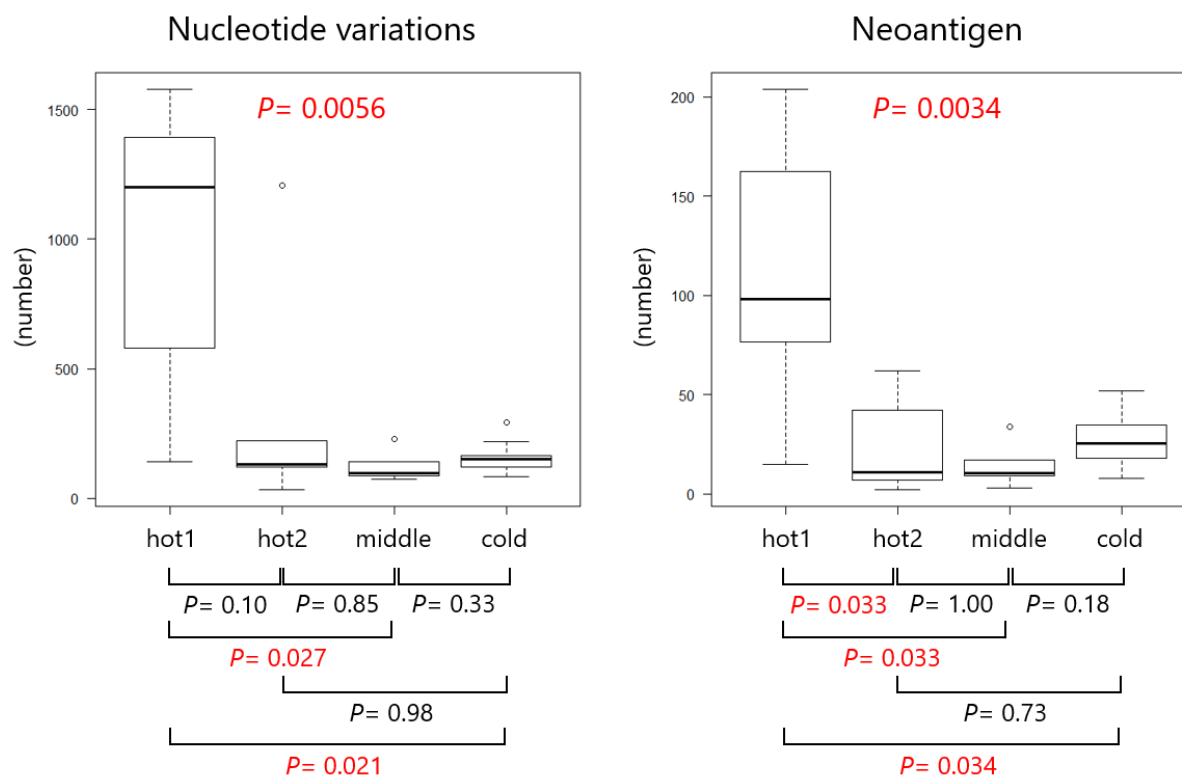 Nucleotide variations
P= 0.0056
1500
1000
500
0
(number)
hot1 hot2 middle cold
P= 0.10 P= 0.85 P= 0.33
P= 0.027
P= 0.98
P= 0.021
Neoantigen
P= 0.0034
200
150
100
50
0
(number)
hot1 hot2 middle cold
P= 0.033 P= 1.00 P= 0.18
P= 0.033
P= 0.73
P= 0.034